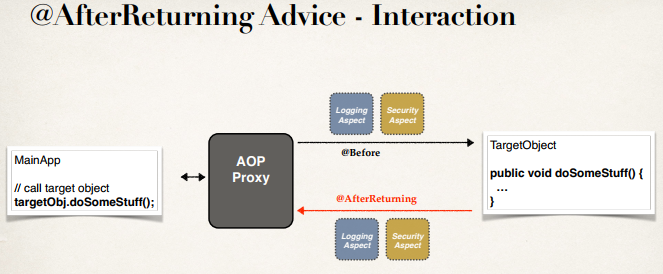 @AfterReturning Advice - Interaction
Logging
Aspect
Security
Aspect
MainApp
// call target object
targetObj.doSomeStuff();
AOP
Proxy
@Before
TargetObject
public void doSomeStuff() {
...
}
@AfterReturning
Logging
Aspect
Security
Aspect